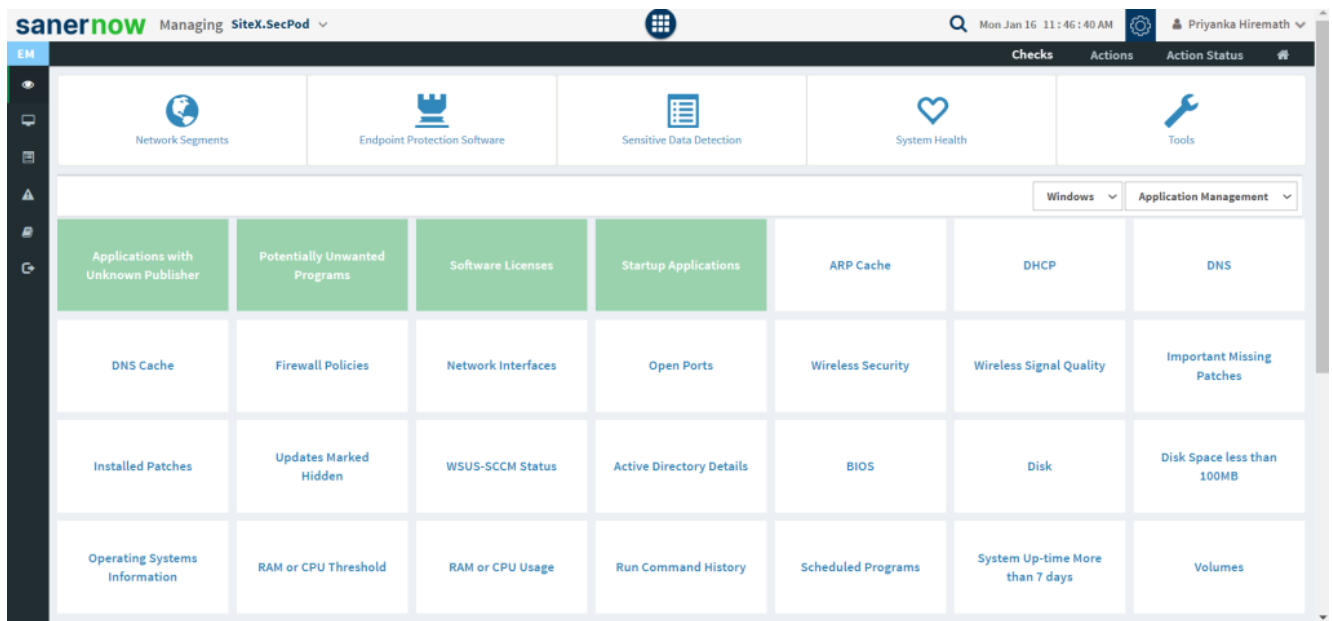 sanernow Managing SiteX.SecPod Mon Jan 16 11:46:40 AM Priyanka Hiremath
EM Checks Actions Action Status
Network Segments Endpoint Protection Software Sensitive Data Detection System Health Tools
Windows Application Management
Applications with Unknown Publisher
Potentially Unwanted Programs
Software Licenses
Startup Applications
ARP Cache
DHCP
DNS
DNS Cache
Firewall Policies
Network Interfaces
Open Ports
Wireless Security
Wireless Signal Quality
Important Missing Patches
Installed Patches
Updates Marked Hidden
WSUS-SCCM Status
Active Directory Details
BIOS
Disk
Disk Space less than 100MB
Operating Systems Information
RAM or CPU Threshold
RAM or CPU Usage
Run Command History
Scheduled Programs
System Up-time More than 7 days
Volumes